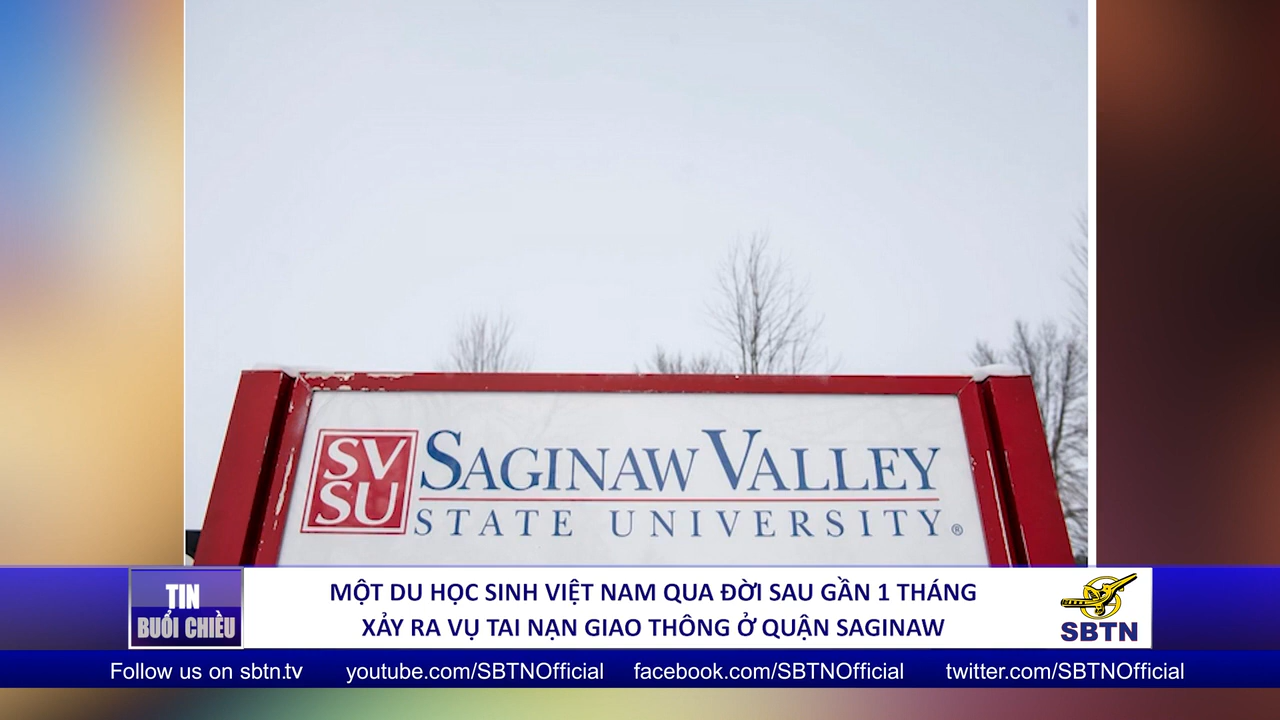 SV
SU
SAGINAW VALLEY
STATE UNIVERSITY®
TIN
BUỔI CHIỀU
MỘT DU HỌC SINH VIỆT NAM QUA ĐỜI SAU GẦN 1 THÁNG
XẢY RA VỤ TAI NẠN GIAO THÔNG Ở QUẬN SAGINAW
SBTN
Follow us on sbtn.tv youtube.com/SBTNOfficial facebook.com/SBTNOfficial twitter.com/SBTNOfficial